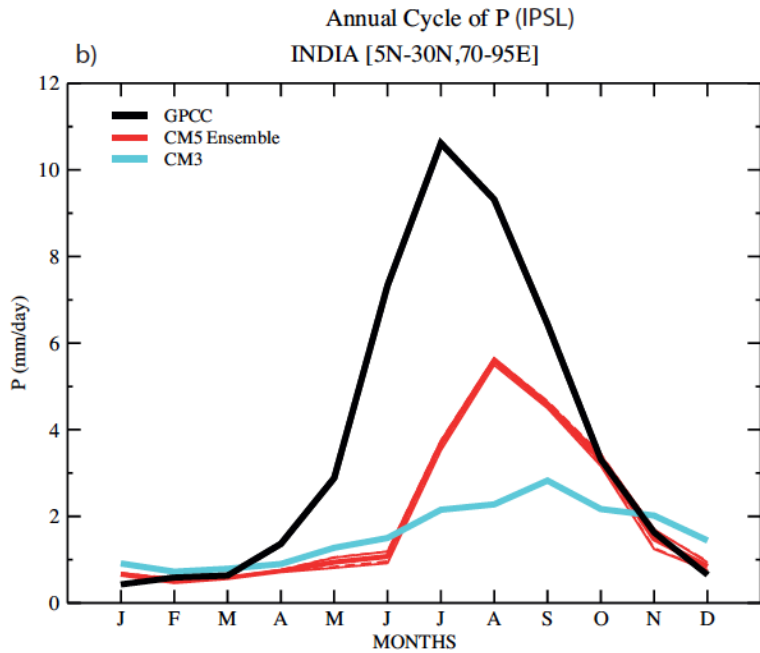 Annual Cycle of P (IPSL)
b)
INDIA [5N-30N,70-95E]
GPCC
CM5 Ensemble
CM3
P (mm/day)
12
10
8
6
4
2
0
J F M A M J J A S O N D
MONTHS